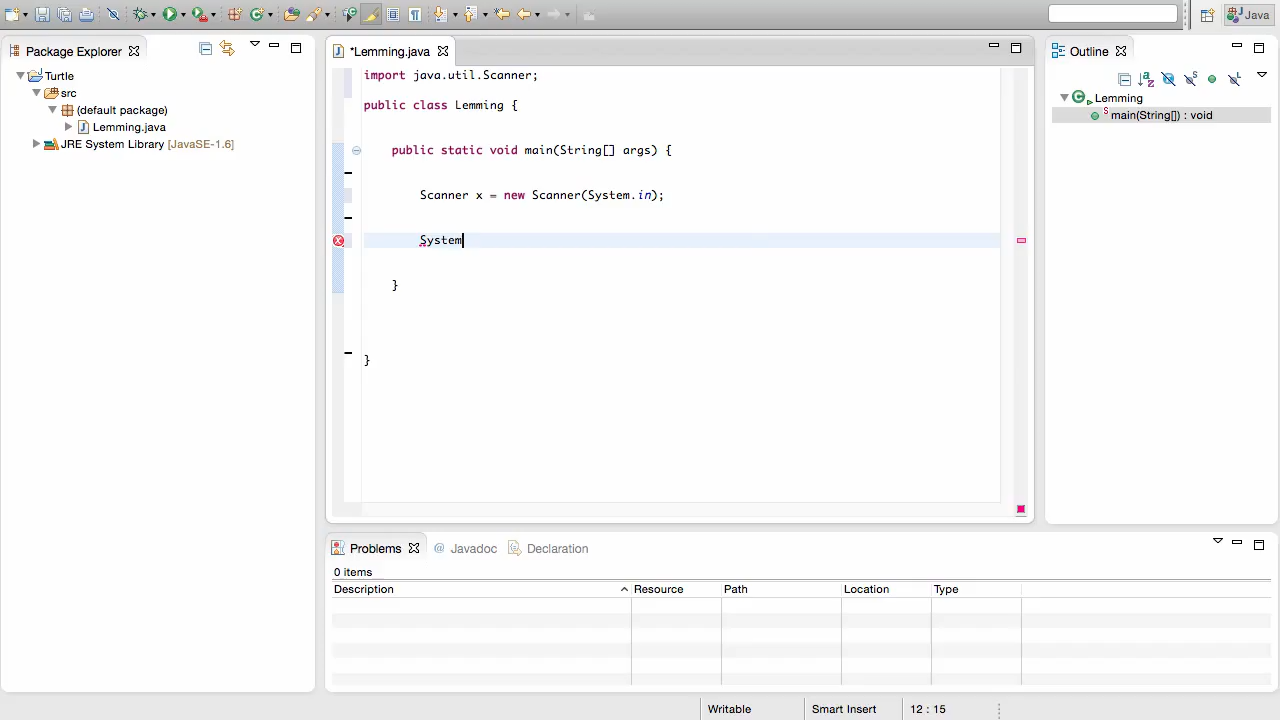 Java
Package Explorer
Turtle
src
(default package)
Lemming.java
JRE System Library [JavaSE-1.6]
*Lemming.java
import java.util.Scanner;
public class Lemming {
public static void main(String[] args) {
Scanner x = new Scanner(System.in);
System
}
}
Outline
Lemming
main(String[]) : void
Problems
@ Javadoc
Declaration
0 items
Description Resource Path Location Type
Writable Smart Insert 12 : 15